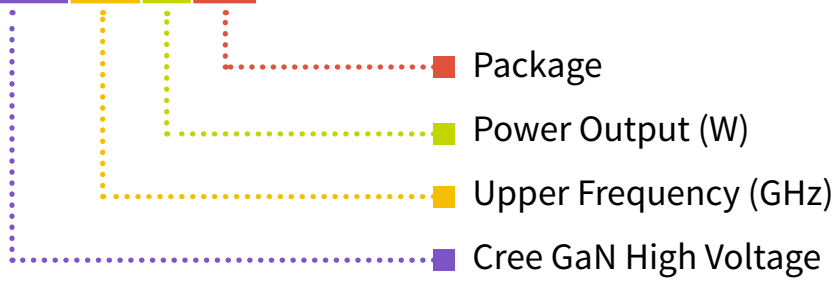 Package
Power Output (W)
Upper Frequency (GHz)
Cree GaN High Voltage